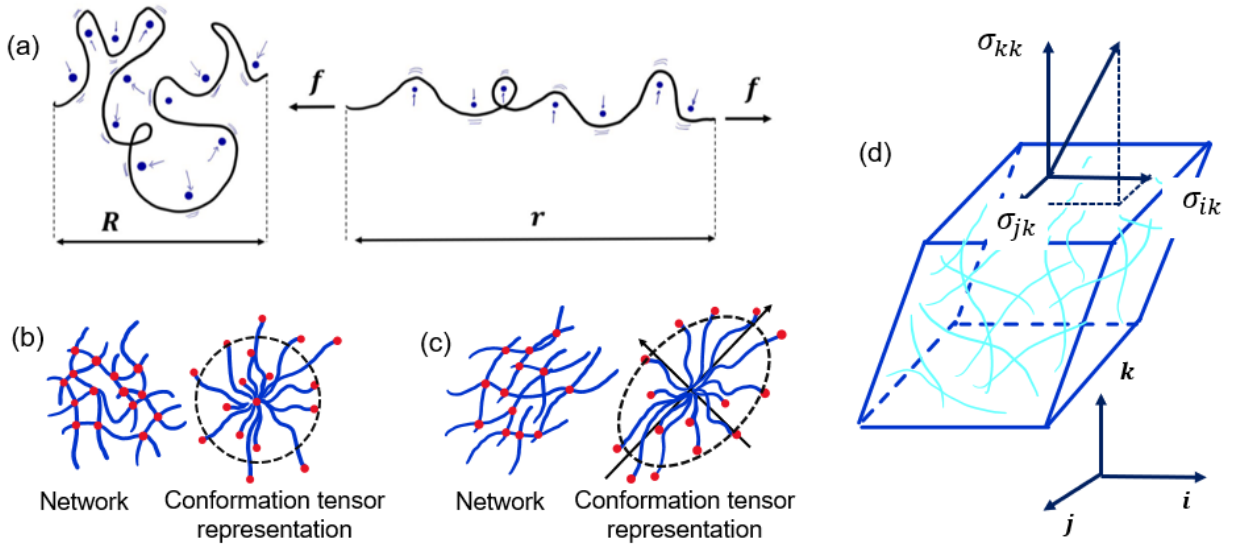 (a)
f
f
R
r
(b)
(c)
Network
Conformation tensor
representation
Network
Conformation tensor
representation
(d)
σ_kk
σ_ik
σ_jk
k
j
i